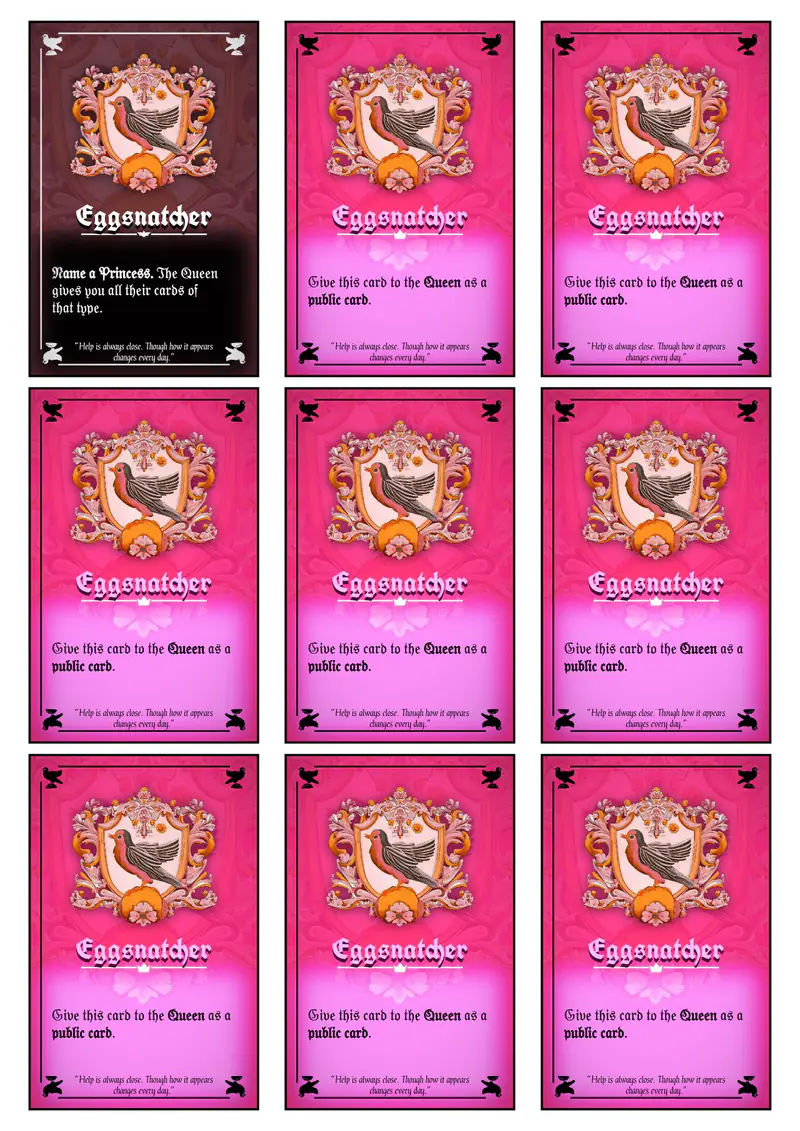 Eggsnatcher
Name a Princess. The Queen
gives you all their cards of
that type.
"Help is always close. Though how it appears
changes every day."
Eggsnatcher
Give this card to the Queen as a
public card.
"Help is always close. Though how it appears
changes every day."
Eggsnatcher
Give this card to the Queen as a
public card.
"Help is always close. Though how it appears
changes every day."
Eggsnatcher
Give this card to the Queen as a
public card.
"Help is always close. Though how it appears
changes every day."
Eggsnatcher
Give this card to the Queen as a
public card.
"Help is always close. Though how it appears
changes every day."
Eggsnatcher
Give this card to the Queen as a
public card.
"Help is always close. Though how it appears
changes every day."
Eggsnatcher
Give this card to the Queen as a
public card.
"Help is always close. Though how it appears
changes every day."
Eggsnatcher
Give this card to the Queen as a
public card.
"Help is always close. Though how it appears
changes every day."
Eggsnatcher
Give this card to the Queen as a
public card.
"Help is always close. Though how it appears
changes every day."